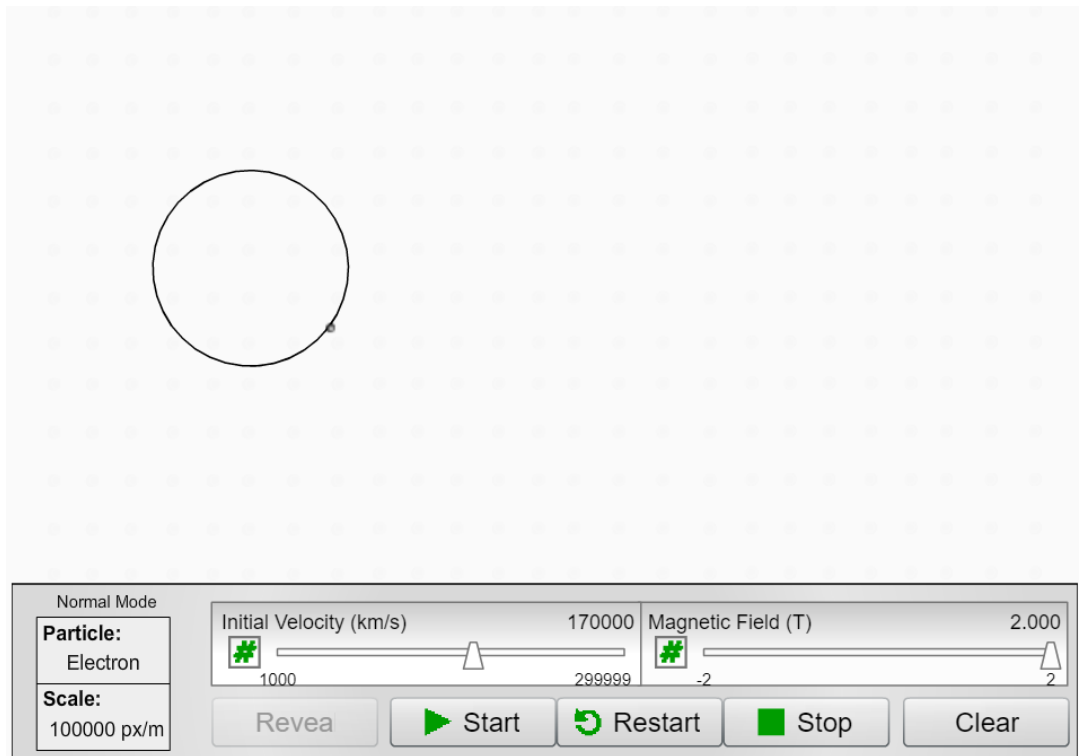 Normal Mode
Particle:
Electron
Scale:
100000 px/m
Initial Velocity (km/s) 170000
#
1000 299999
Magnetic Field (T) 2.000
#
-2 2
Revea
Start
Restart
Stop
Clear